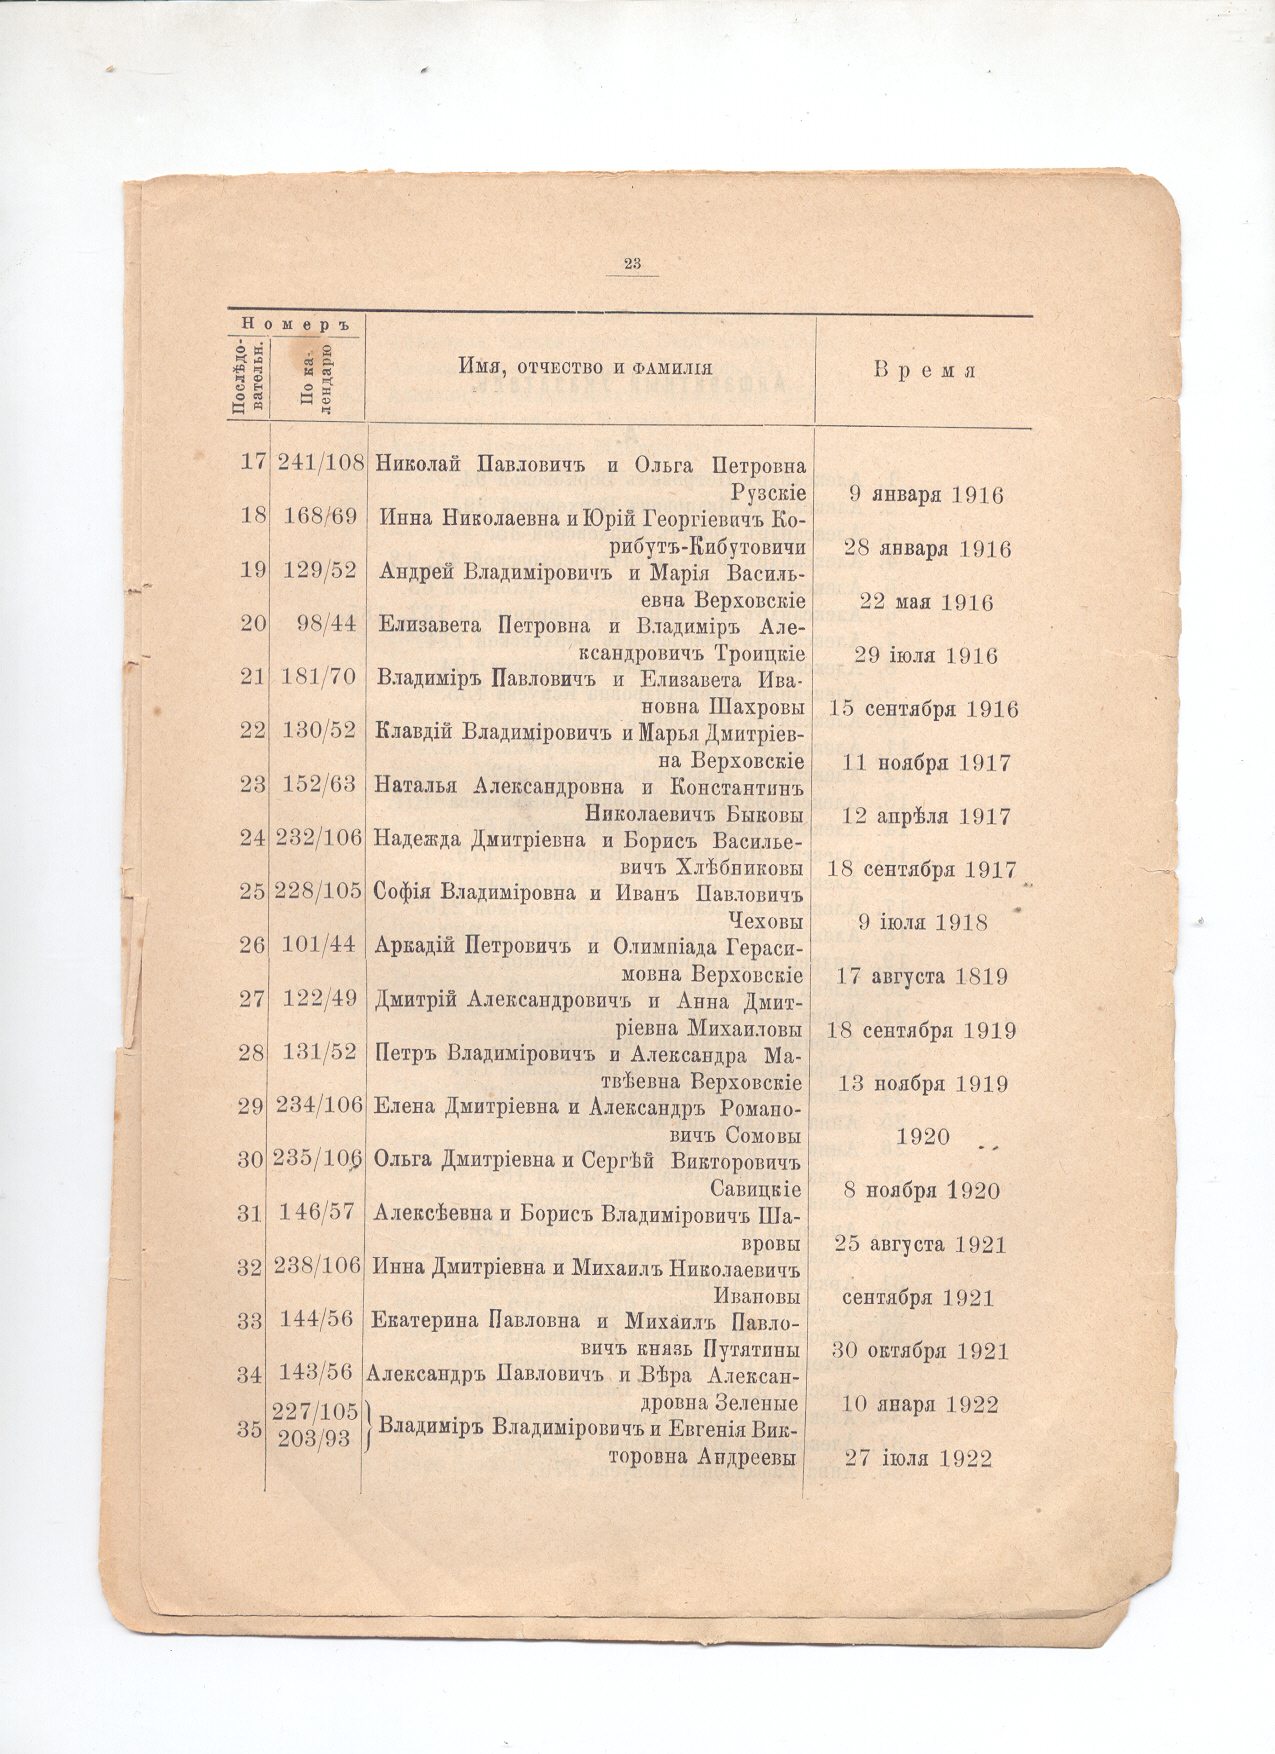 23
Номеръ
Послѣдо-
вательн.
По ка-
лендарю
Имя, отчество и фамилія
Время
17 241/108 Николай Павловичъ и Ольга Петровна
Рузскіе 9 января 1916
18 168/69 Инна Николаевна и Юрій Георгіевичъ Ко-
рибутъ-Кибутовичи 28 января 1916
19 129/52 Андрей Владиміровичъ и Марія Василь-
евна Верховскіе 22 мая 1916
20 98/44 Елизавета Петровна и Владиміръ Але-
ксандровичъ Троицкіе 29 іюля 1916
21 181/70 Владиміръ Павловичъ и Елизавета Ива-
новна Шахровы 15 сентября 1916
22 130/52 Клавдій Владиміровичъ и Марья Дмитріев-
на Верховскіе 11 ноября 1917
23 152/63 Наталья Александровна и Константинъ
Николаевичъ Быковы 12 апрѣля 1917
24 232/106 Надежда Дмитріевна и Борисъ Василье-
вичъ Хлѣбниковы 18 сентября 1917
25 228/105 Софія Владиміровна и Иванъ Павловичъ
Чеховы 9 іюля 1918
26 101/44 Аркадій Петровичъ и Олимпіада Гераси-
мовна Верховскіе 17 августа 1819
27 122/49 Дмитрій Александровичъ и Анна Дмит-
ріевна Михаиловы 18 сентября 1919
28 131/52 Петръ Владиміровичъ и Александра Ма-
твѣевна Верховскіе 13 ноября 1919
29 234/106 Елена Дмитріевна и Александръ Романо-
вичъ Сомовы 1920
30 235/106 Ольга Дмитріевна и Сергѣй Викторовичъ
Савицкіе 8 ноября 1920
31 146/57 Алексѣевна и Борисъ Владиміровичъ Ша-
вровы 25 августа 1921
32 238/106 Инна Дмитріевна и Михаилъ Николаевичъ
Ивановы сентября 1921
33 144/56 Екатерина Павловна и Михаилъ Павло-
вичъ князь Путятины 30 октября 1921
34 143/56 Александръ Павловичъ и Вѣра Алексан-
дровна Зеленые 10 янаря 1922
35 227/105
203/93 } Владиміръ Владиміровичъ и Евгенія Вик-
торовна Андреевы 27 іюля 1922